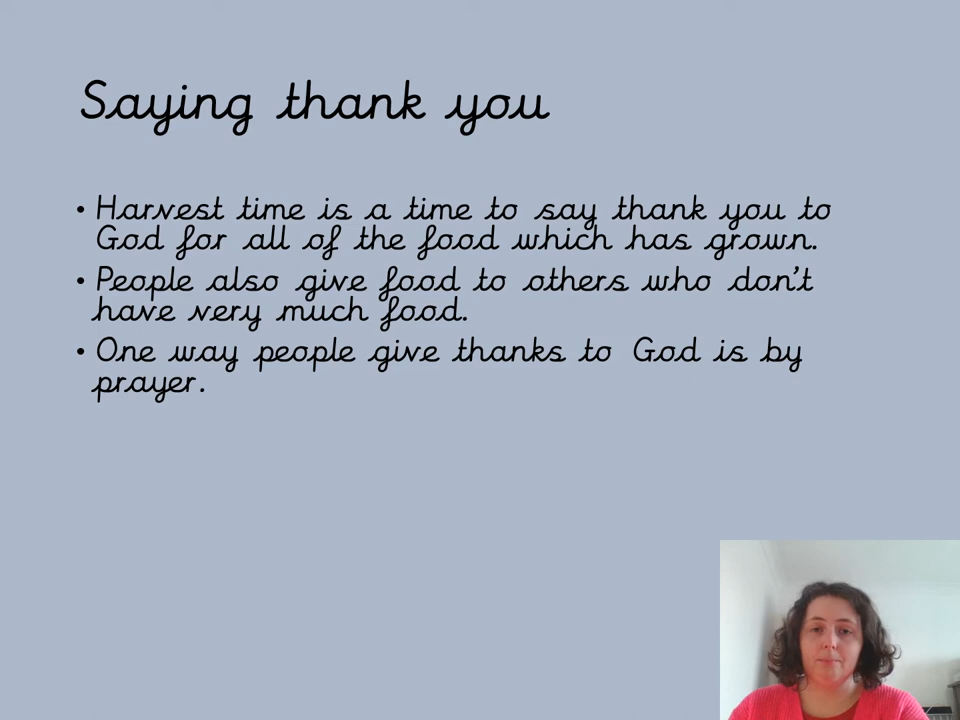 Saying thank you
• Harvest time is a time to say thank you to
God for all of the food which has grown.
• People also give food to others who don't
have very much food.
• One way people give thanks to God is by
prayer.